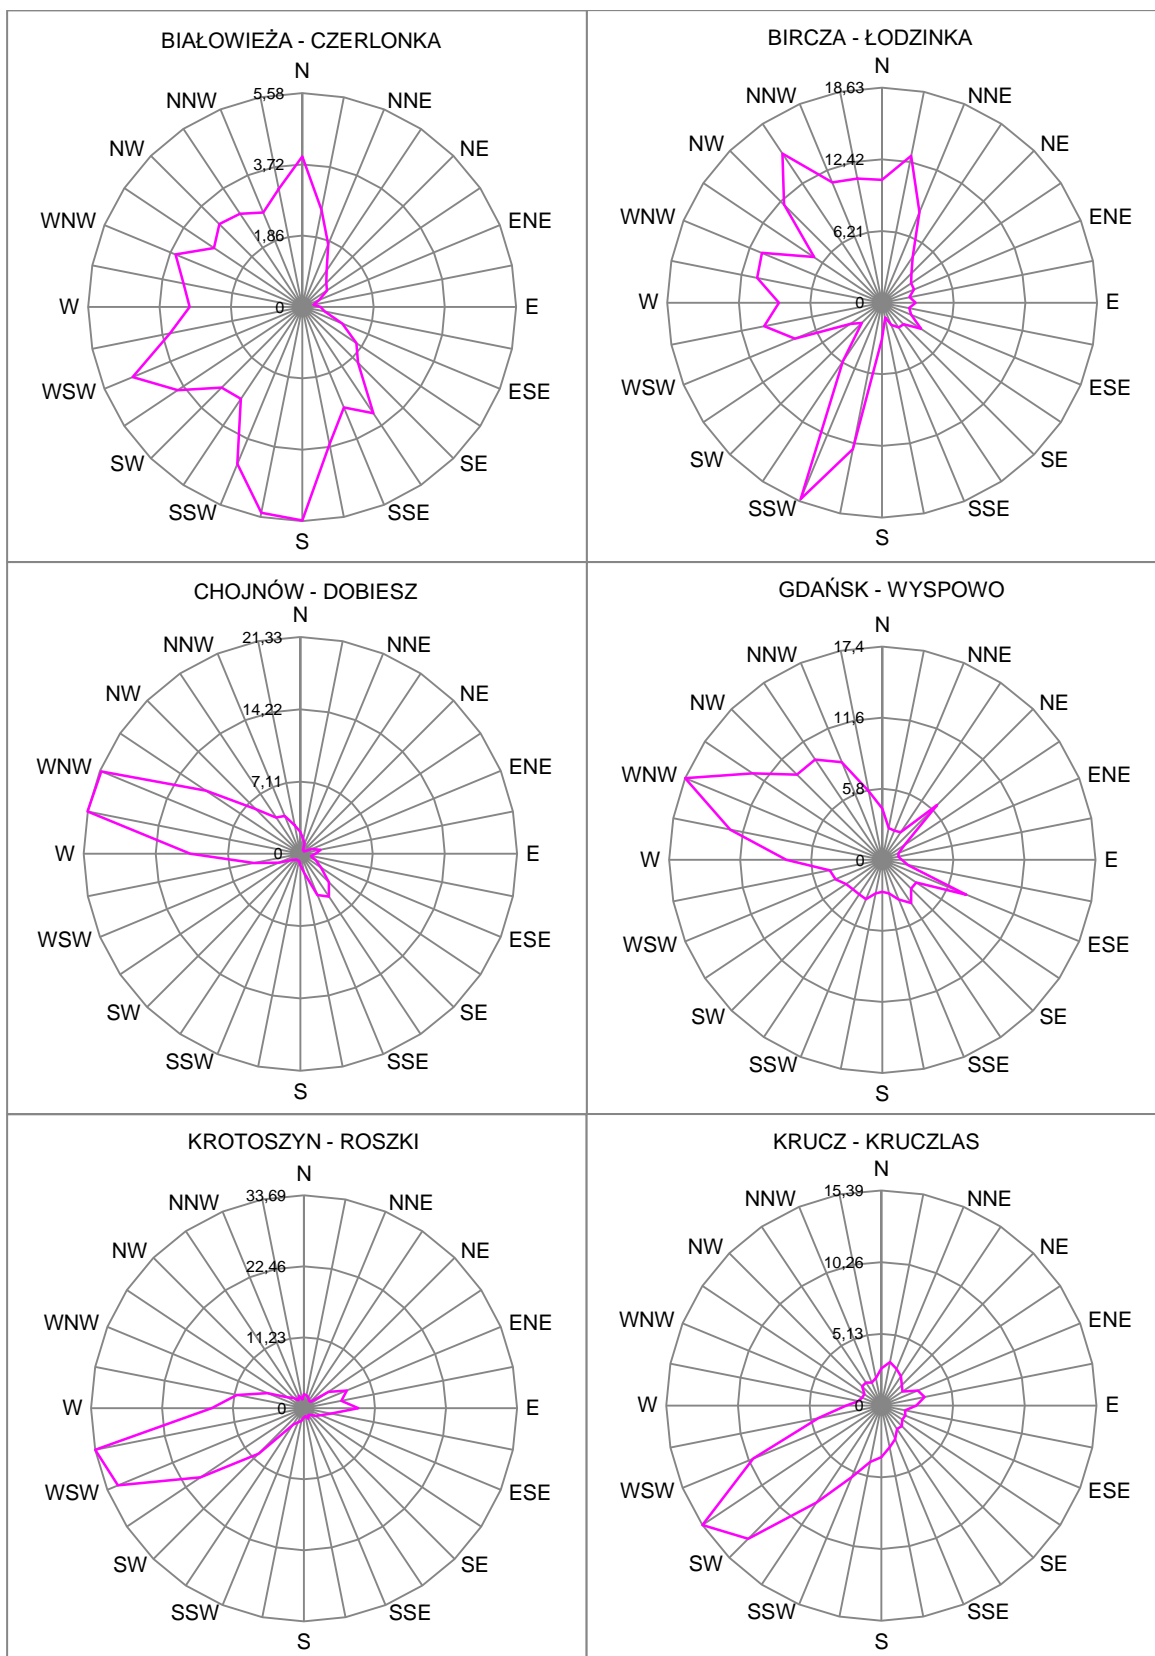 BIAŁOWIEŻA - CZERLONKA
N
5,58
NNW
NNE
NW
NE
3,72
WNW
ENE
1,86
W
0
E
WSW
ESE
SW
SE
SSW
SSE
S
BIRCZA - ŁODZINKA
N
18,63
NNW
NNE
NW
NE
12,42
WNW
ENE
6,21
W
0
E
WSW
ESE
SW
SE
SSW
SSE
S
CHOJNÓW - DOBIESZ
N
21,33
NNW
NNE
NW
NE
14,22
WNW
ENE
7,11
W
0
E
WSW
ESE
SW
SE
SSW
SSE
S
GDAŃSK - WYSPOWO
N
17,4
NNW
NNE
NW
NE
11,6
WNW
ENE
5,8
W
0
E
WSW
ESE
SW
SE
SSW
SSE
S
KROTOSZYN - ROSZKI
N
33,69
NNW
NNE
NW
NE
22,46
WNW
ENE
11,23
W
0
E
WSW
ESE
SW
SE
SSW
SSE
S
KRUCZ - KRUCZLAS
N
15,39
NNW
NNE
NW
NE
10,26
WNW
ENE
5,13
W
0
E
WSW
ESE
SW
SE
SSW
SSE
S